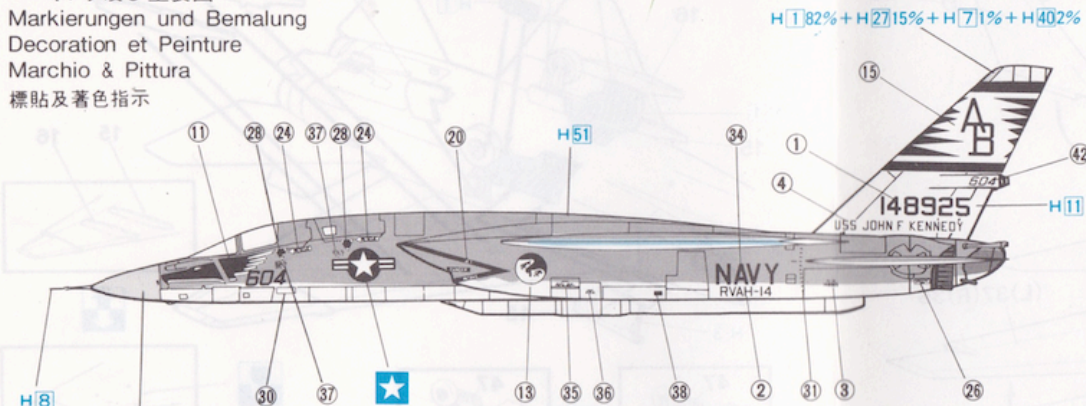 Markierungen und Bemalung
Decoration et Peinture
Marchio & Pittura
標貼及著色指示
H 1 82% + H 27 15% + H 7 1% + H 40 2%
15
11 28 24 37 28 24 20 H 51 34 1 42
AB
604
4
148925
H 11
USS JOHN F KENNEDY
604
NAVY
RVAH-14
H 8
30 37 13 35 36 38 2 31 3 26